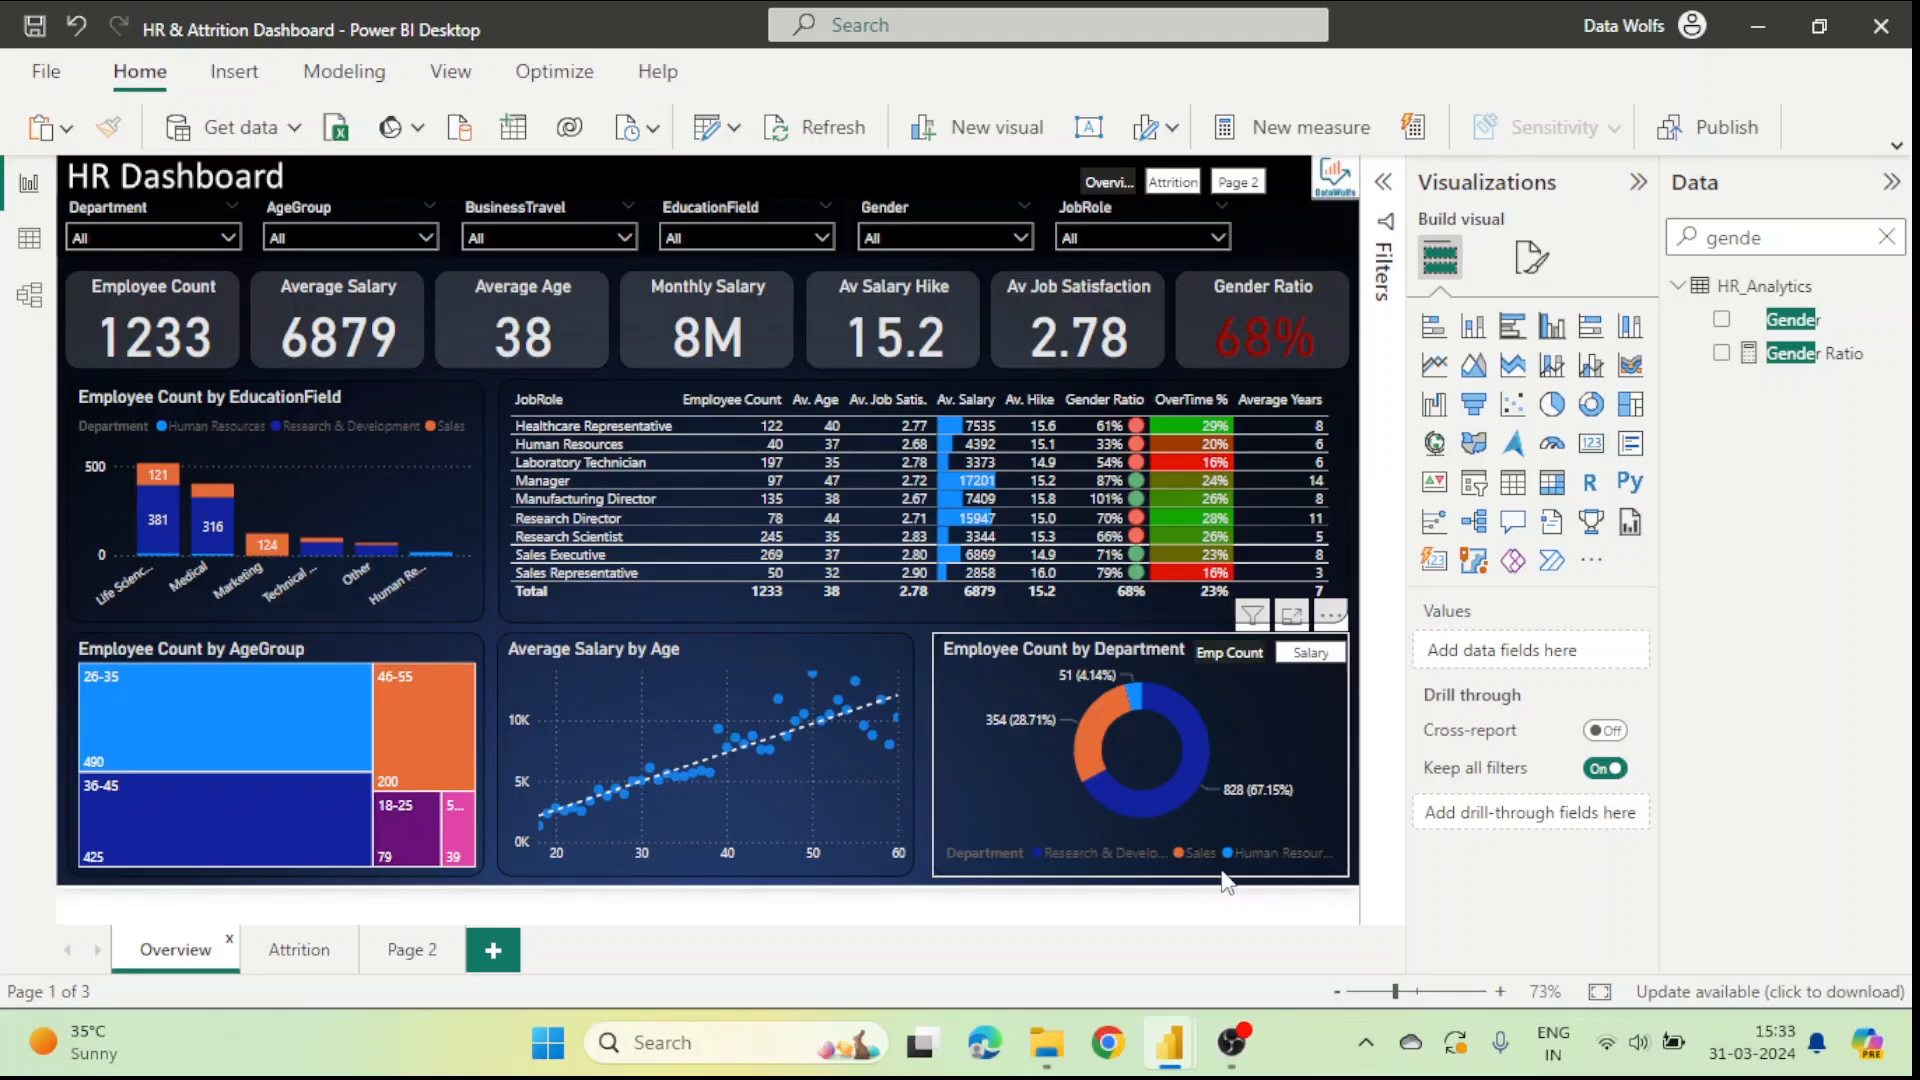 HR & Attrition Dashboard - Power BI Desktop
Search
Data Wolfs
File Home Insert Modeling View Optimize Help
Get data Refresh New visual New measure Sensitivity Publish
HR Dashboard
Overvi... Attrition Page 2
DataWolfs
Department AgeGroup BusinessTravel EducationField Gender JobRole
All All All All All All
Employee Count Average Salary Average Age Monthly Salary Av Salary Hike Av Job Satisfaction Gender Ratio
1233 6879 38 8M 15.2 2.78 68%
Employee Count by EducationField
Department Human Resources Research & Development Sales
500
121
381
316
124
0
Life Scienc... Medical Marketing Technical ... Other Human Re...
JobRole Employee Count Av. Age Av. Job Satis. Av. Salary Av. Hike Gender Ratio OverTime % Average Years
Healthcare Representative 122 40 2.77 7535 15.6 61% 29% 8
Human Resources 40 37 2.68 4392 15.1 33% 20% 6
Laboratory Technician 197 35 2.78 3373 14.9 54% 16% 6
Manager 97 47 2.72 17201 15.2 87% 24% 14
Manufacturing Director 135 38 2.67 7409 15.8 101% 26% 8
Research Director 78 44 2.71 15947 15.0 70% 28% 11
Research Scientist 245 35 2.83 3344 15.3 66% 26% 5
Sales Executive 269 37 2.80 6869 14.9 71% 23% 8
Sales Representative 50 32 2.90 2858 16.0 79% 16% 3
Total 1233 38 2.78 6879 15.2 68% 23% 7
Employee Count by AgeGroup
26-35
490
36-45
425
46-55
200
18-25
79
5...
39
Average Salary by Age
10K
5K
0K
20 30 40 50 60
Employee Count by Department
Emp Count Salary
51 (4.14%)
354 (28.71%)
828 (67.15%)
Department Research & Develo... Sales Human Resour...
Filters
Visualizations
Build visual
123
R
Py
123
Values
Add data fields here
Drill through
Cross-report
Off
Keep all filters
On
Add drill-through fields here
Data
gende
HR_Analytics
Gender
Gender Ratio
Overview x Attrition Page 2 +
Page 1 of 3
- + 73% Update available (click to download)
35°C
Sunny
Search
ENG
IN
15:33
31-03-2024
PRE